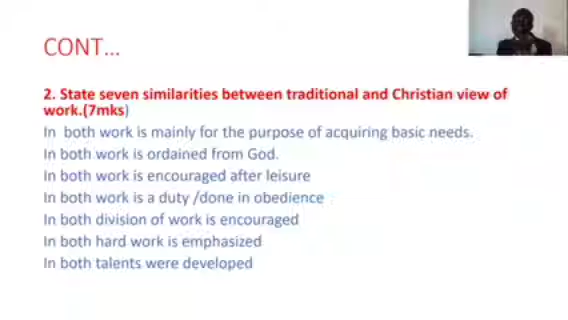 CONT...
2. State seven similarities between traditional and Christian view of
work.(7mks)
In both work is mainly for the purpose of acquiring basic needs.
In both work is ordained from God.
In both work is encouraged after leisure
In both work is a duty /done in obedience
In both division of work is encouraged
In both hard work is emphasized
In both talents were developed